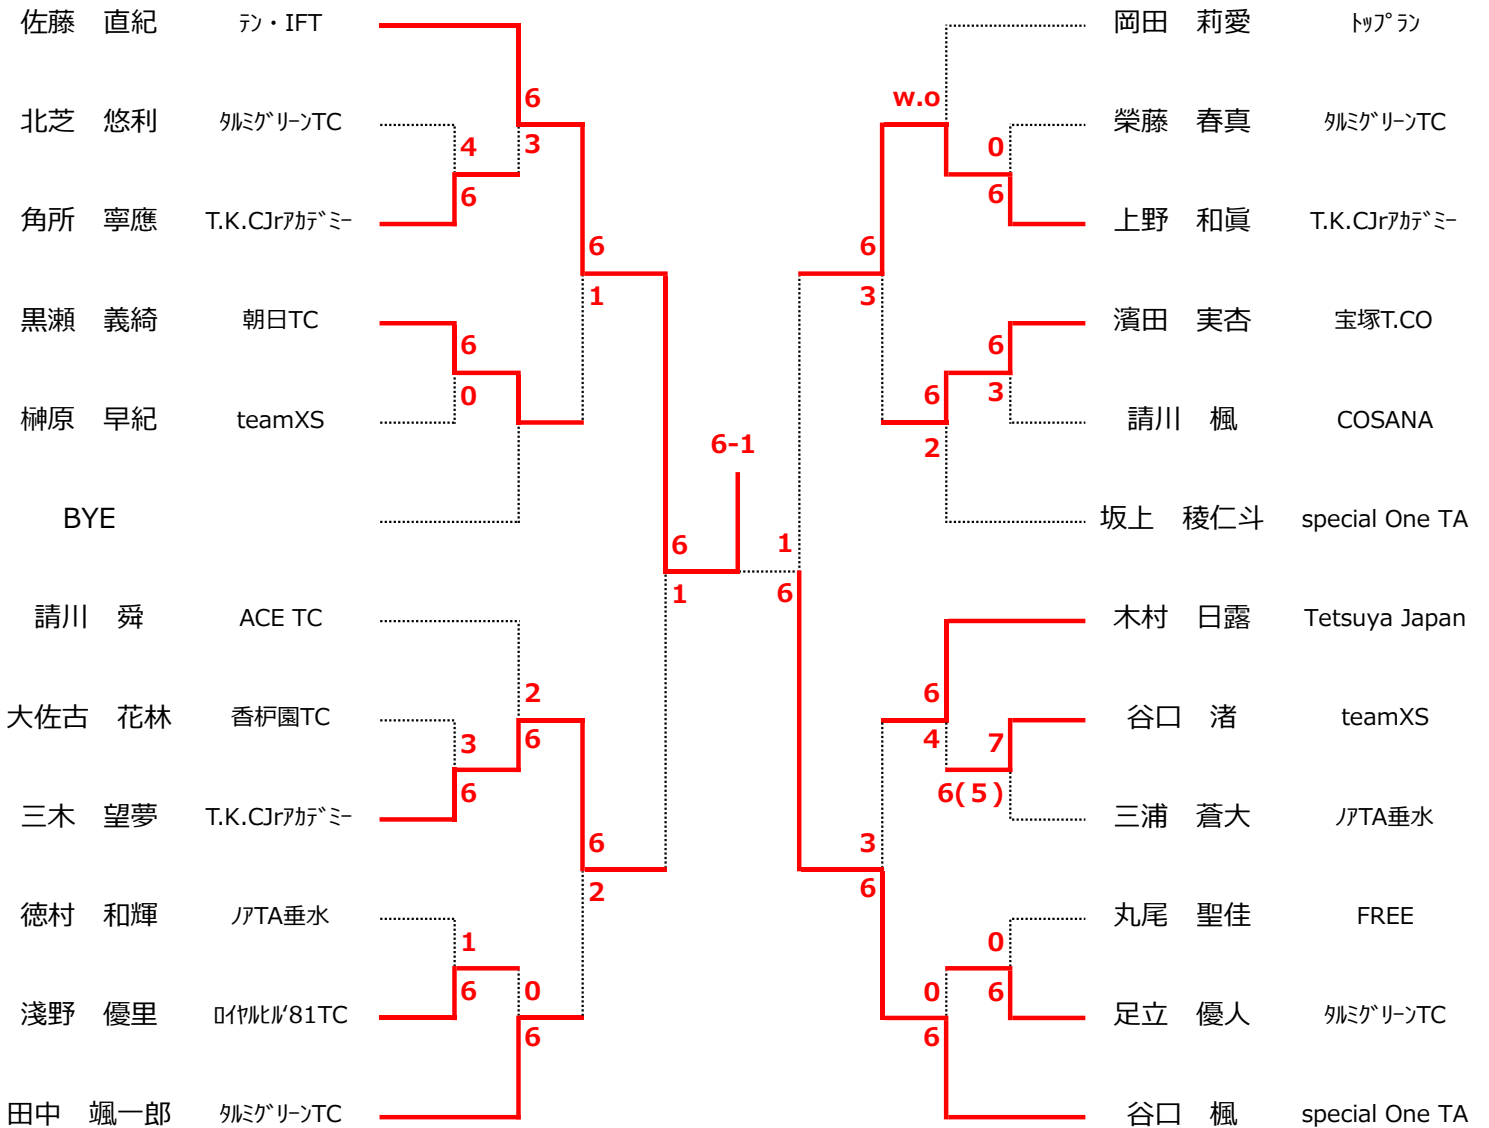 佐藤　直紀 ﾃﾝ・IFT 岡田　莉愛 ﾄｯﾌﾟﾗﾝ
6 w.o
北芝　悠利 ﾀﾙﾐｸﾞﾘｰﾝTC 榮藤　春真 ﾀﾙﾐｸﾞﾘｰﾝTC
4 3 0
6 6
角所　寧應 T.K.CJrｱｶﾃﾞﾐｰ 上野　和眞 T.K.CJrｱｶﾃﾞﾐｰ
6 6
1 3
黒瀬　義綺 朝日TC 濱田　実杏 宝塚T.CO
6 6
0 6 3
榊原　早紀 teamXS 請川　楓 COSANA
6-1 2
BYE 坂上　稜仁斗 special One TA
6 1
1 6
請川　舜 ACE TC 木村　日露 Tetsuya Japan
2 6
大佐古　花林 香枦園TC 谷口　渚 teamXS
3 6 4 7
6 6(5)
三木　望夢 T.K.CJrｱｶﾃﾞﾐｰ 三浦　蒼大 ﾉｱTA垂水
6 3
2 6
徳村　和輝 ﾉｱTA垂水 丸尾　聖佳 FREE
1 0
6 0 0 6
淺野　優里 ﾛｲﾔﾙﾋﾙ'81TC 足立　優人 ﾀﾙﾐｸﾞﾘｰﾝTC
6 6
田中　颯一郎 ﾀﾙﾐｸﾞﾘｰﾝTC 谷口　楓 special One TA